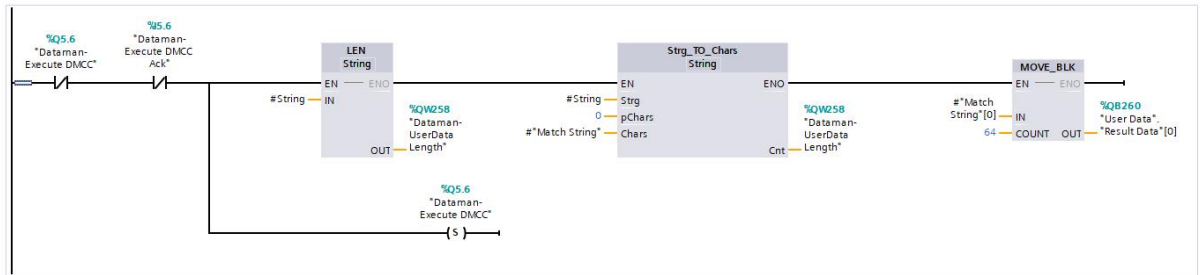 %Q5.6
"Dataman-
Execute DMCC"
%I5.6
"Dataman-
Execute DMCC
Ack"
LEN
String
EN
ENO
#String
IN
OUT
%QW258
"Dataman-
UserData
Length"
Strg_TO_Chars
String
EN
ENO
#String
Strg
0
pChars
#"Match String"
Chars
Cnt
%QW258
"Dataman-
UserData
Length"
MOVE_BLK
EN
ENO
#"Match
String"[0]
IN
64
COUNT
OUT
%QB260
"User Data".
"Result Data"[0]
%Q5.6
"Dataman-
Execute DMCC"
S